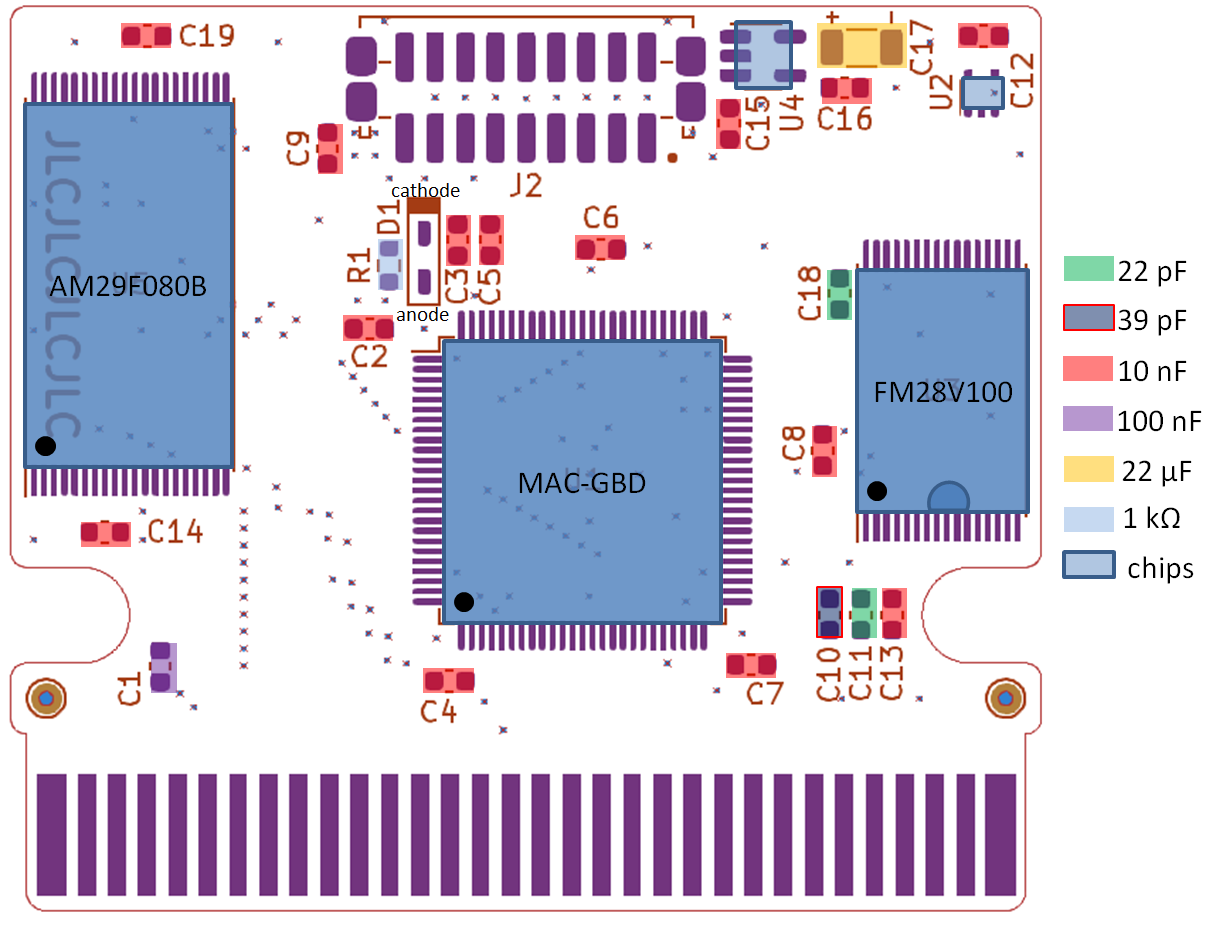 C19
+
C17
U2
C12
C9
C15
U4
C16
J2
cathode
D1
R1
C3
C5
C6
anode
C2
C18
JLCJLCJLCJLC
AM29F080B
MAC-GBD
FM28V100
C8
C14
C1
C4
C7
C10
C11
C13
22 pF
39 pF
10 nF
100 nF
22 µF
1 kΩ
chips